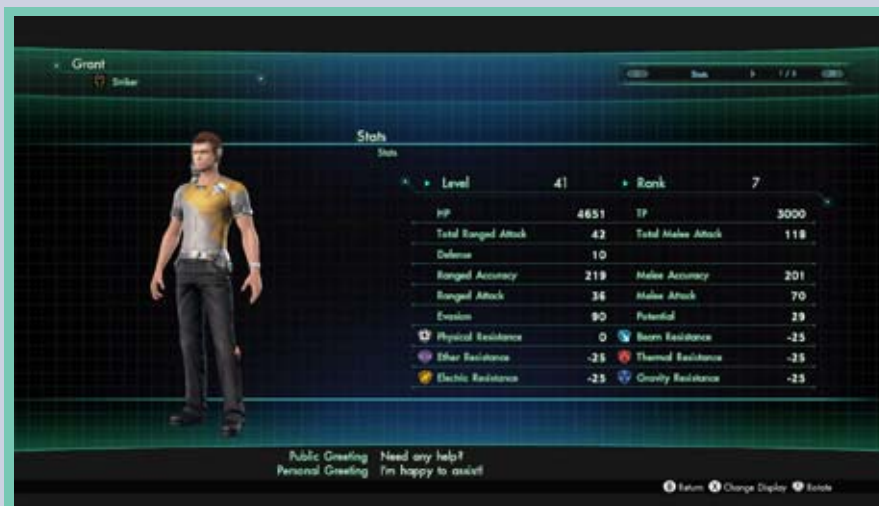 Grant
Striker
Stats 1 / 8
Stats
Stats
Level 41 Rank 7
HP 4651 TP 3000
Total Ranged Attack 42 Total Melee Attack 118
Defense 10
Ranged Accuracy 219 Melee Accuracy 201
Ranged Attack 36 Melee Attack 70
Evasion 90 Potential 29
Physical Resistance 0 Beam Resistance -25
Ether Resistance -25 Thermal Resistance -25
Electric Resistance -25 Gravity Resistance -25
Public Greeting Need any help?
Personal Greeting I'm happy to assist!
Return X Change Display Rotate